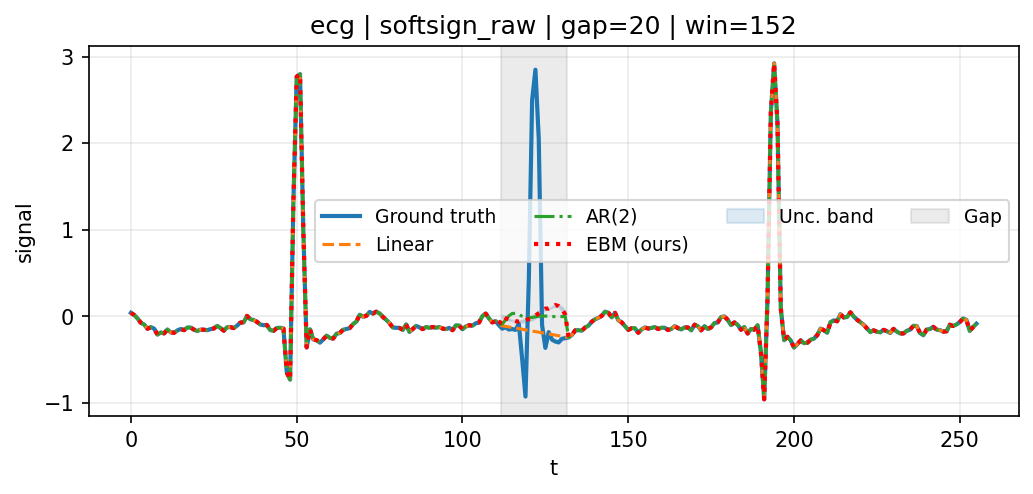 ecg | softsign_raw | gap=20 | win=152
3
2
1
0
−1
signal
Ground truth
Linear
AR(2)
EBM (ours)
Unc. band
Gap
0
50
100
150
200
250
t